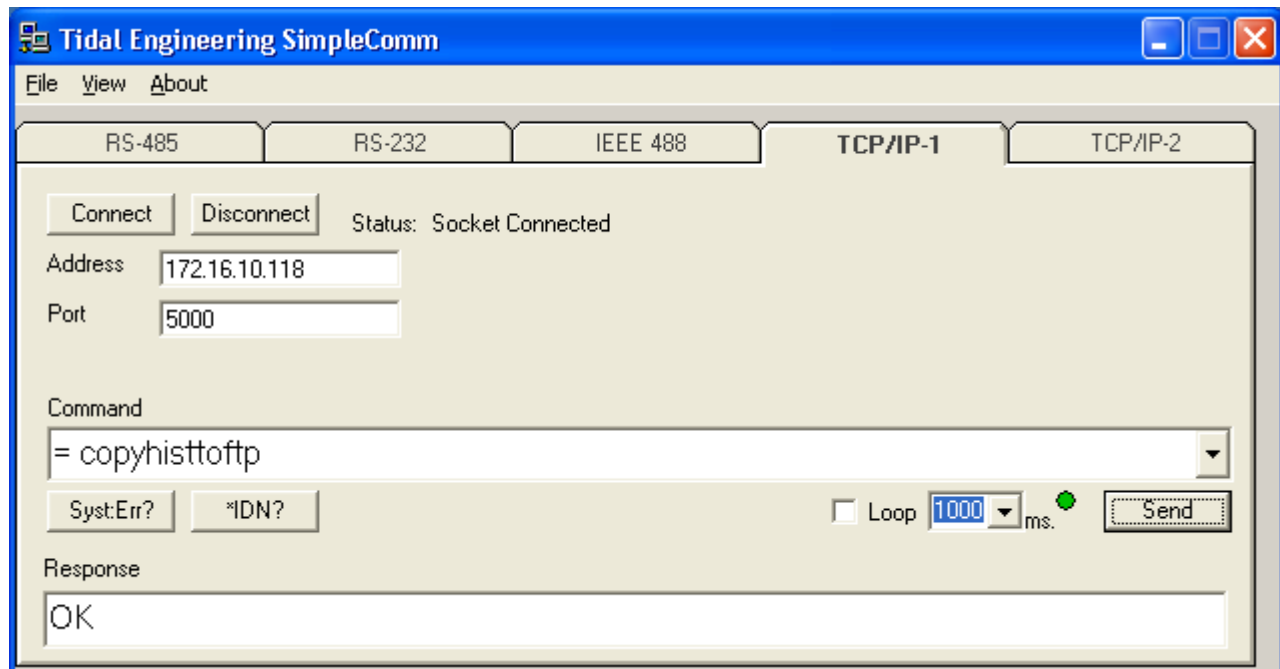 Tidal Engineering SimpleComm
File View About
RS-485 RS-232 IEEE 488 TCP/IP-1 TCP/IP-2
Connect Disconnect Status: Socket Connected
Address 172.16.10.118
Port 5000
Command
= copyhisttoftp
Syst:Err? *IDN? Loop 1000 ms. Send
Response
OK